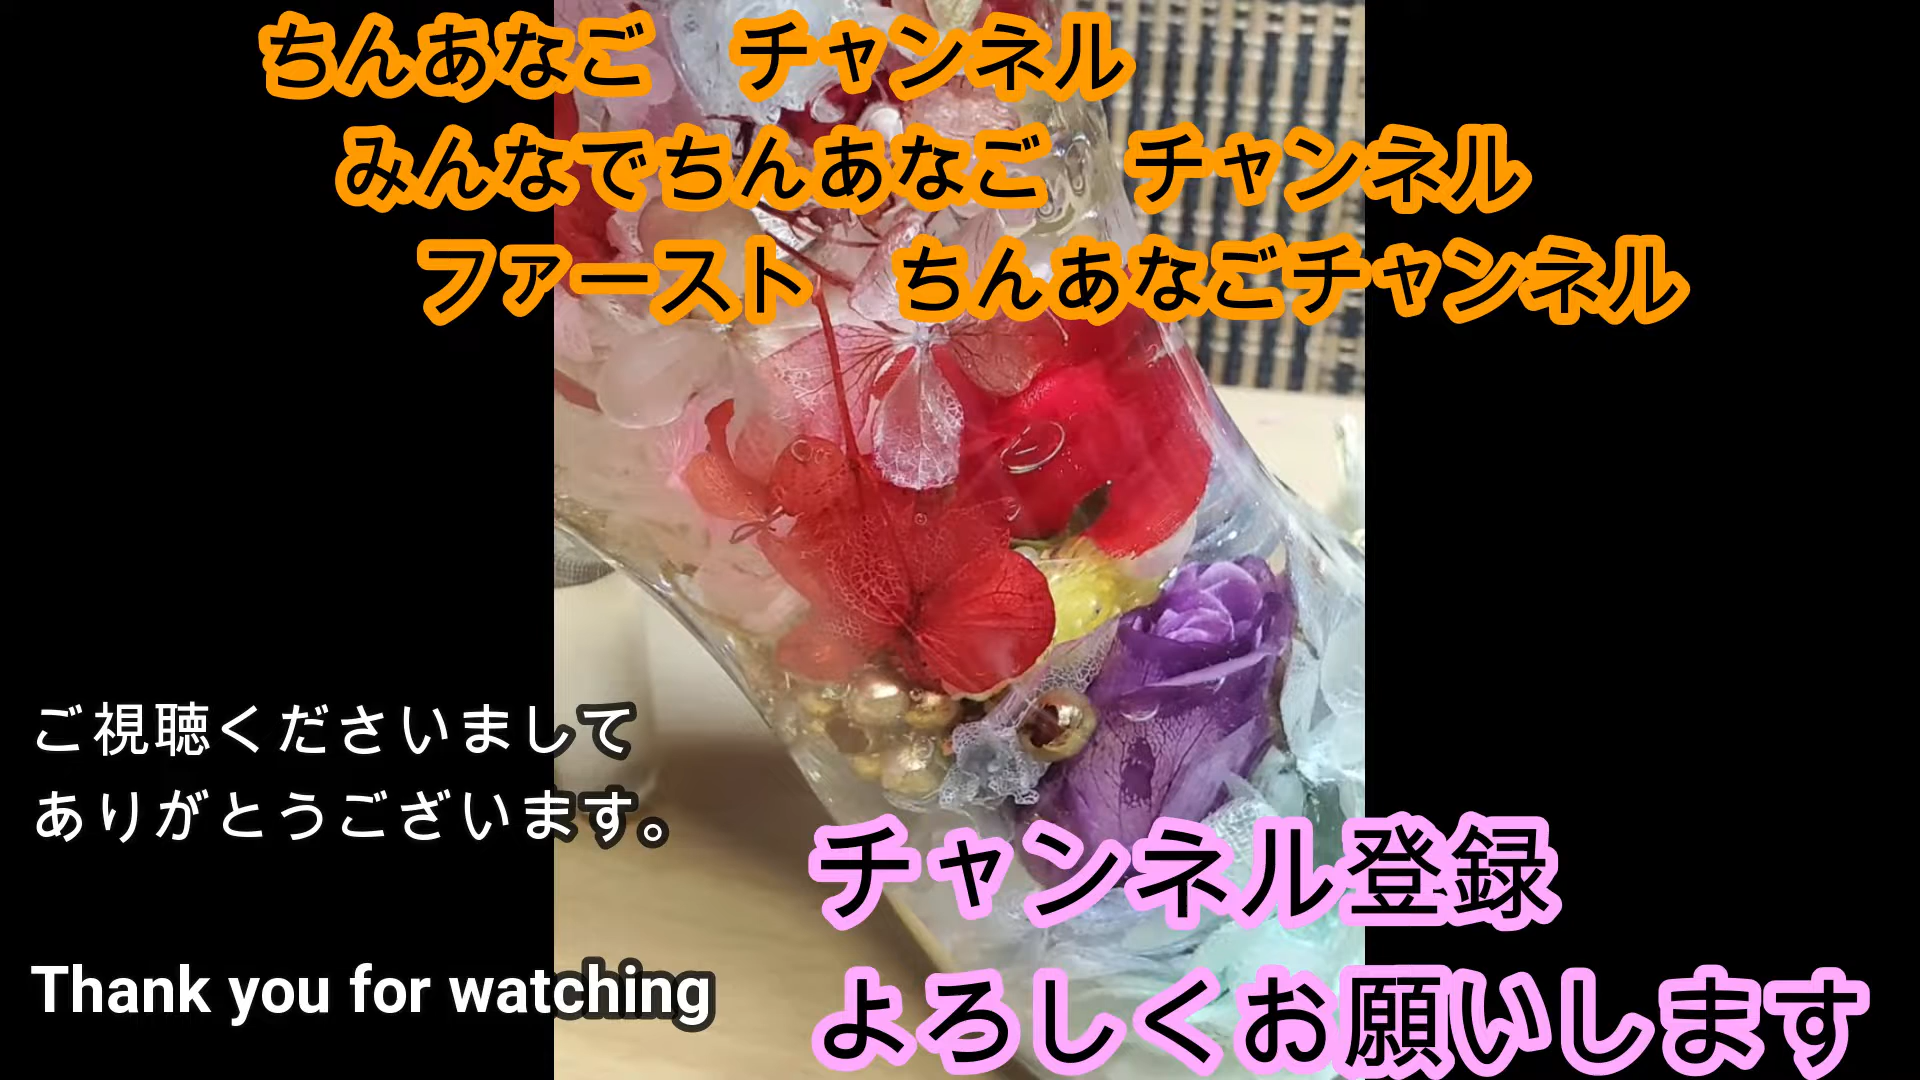 ちんあなご　チャンネル
みんなでちんあなご　チャンネル
ファースト　ちんあなごチャンネル
ご視聴くださいまして
ありがとうございます。
Thank you for watching
チャンネル登録
よろしくお願いします